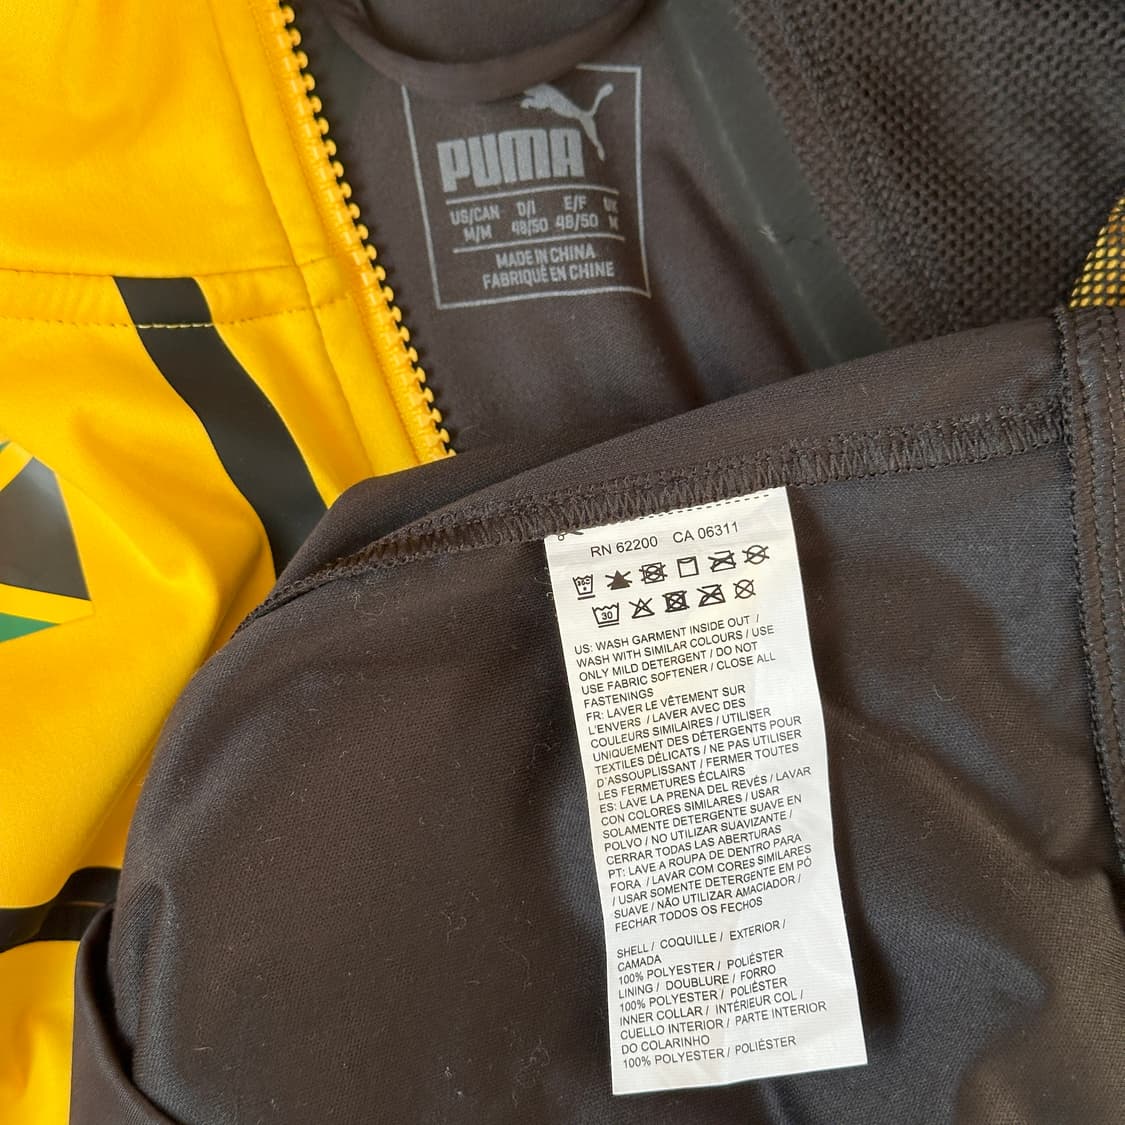 PUMA
US/CAN D/I E/F
M/M 48/50 48/50 M
MADE IN CHINA
FABRIQUÉ EN CHINE
RN 62200 CA 06311
30
US: WASH GARMENT INSIDE OUT /
WASH WITH SIMILAR COLOURS / USE
ONLY MILD DETERGENT / DO NOT
USE FABRIC SOFTENER / CLOSE ALL
FASTENINGS
FR: LAVER LE VÊTEMENT SUR
L'ENVERS / LAVER AVEC DES
COULEURS SIMILAIRES / UTILISER
UNIQUEMENT DES DÉTERGENTS POUR
TEXTILES DÉLICATS / NE PAS UTILISER
D'ASSOUPLISSANT / FERMER TOUTES
LES FERMETURES ÉCLAIRS
ES: LAVE LA PRENA DEL REVÉS / LAVAR
CON COLORES SIMILARES / USAR
SOLAMENTE DETERGENTE SUAVE EN
POLVO / NO UTILIZAR SUAVIZANTE /
CERRAR TODAS LAS ABERTURAS
PT: LAVE A ROUPA DE DENTRO PARA
FORA / LAVAR COM CORES SIMILARES
/ USAR SOMENTE DETERGENTE EM PÓ
SUAVE / NÃO UTILIZAR AMACIADOR /
FECHAR TODOS OS FECHOS
SHELL / COQUILLE / EXTERIOR /
CAMADA
100% POLYESTER / POLIÉSTER
LINING / DOUBLURE / FORRO
100% POLYESTER / POLIÉSTER
INNER COLLAR / INTÉRIEUR COL /
CUELLO INTERIOR / PARTE INTERIOR
DO COLARINHO
100% POLYESTER / POLIÉSTER